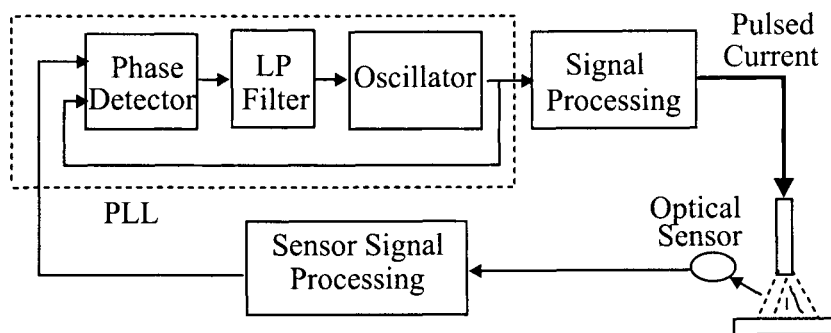 Phase
Detector
LP
Filter
Oscillator
Signal
Processing
Pulsed
Current
PLL
Sensor Signal
Processing
Optical
Sensor